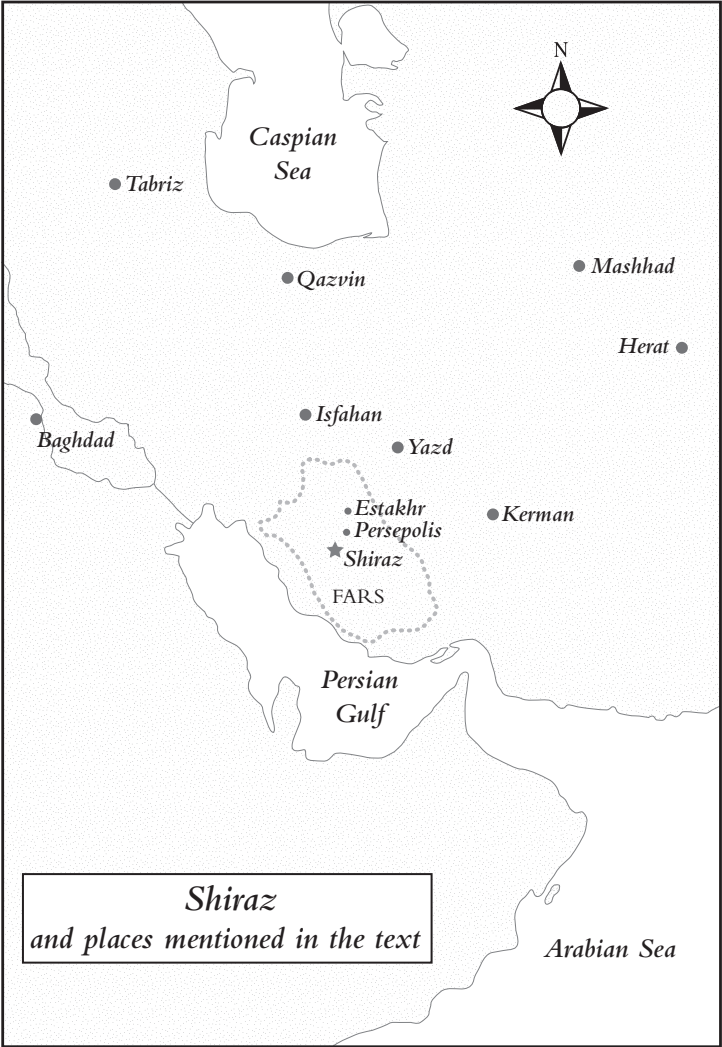 N
Caspian
Sea
Tabriz
Mashhad
Qazvin
Herat
Isfahan
Baghdad
Yazd
Estakhr
Kerman
Persepolis
Shiraz
FARS
Persian
Gulf
Shiraz
and places mentioned in the text
Arabian Sea